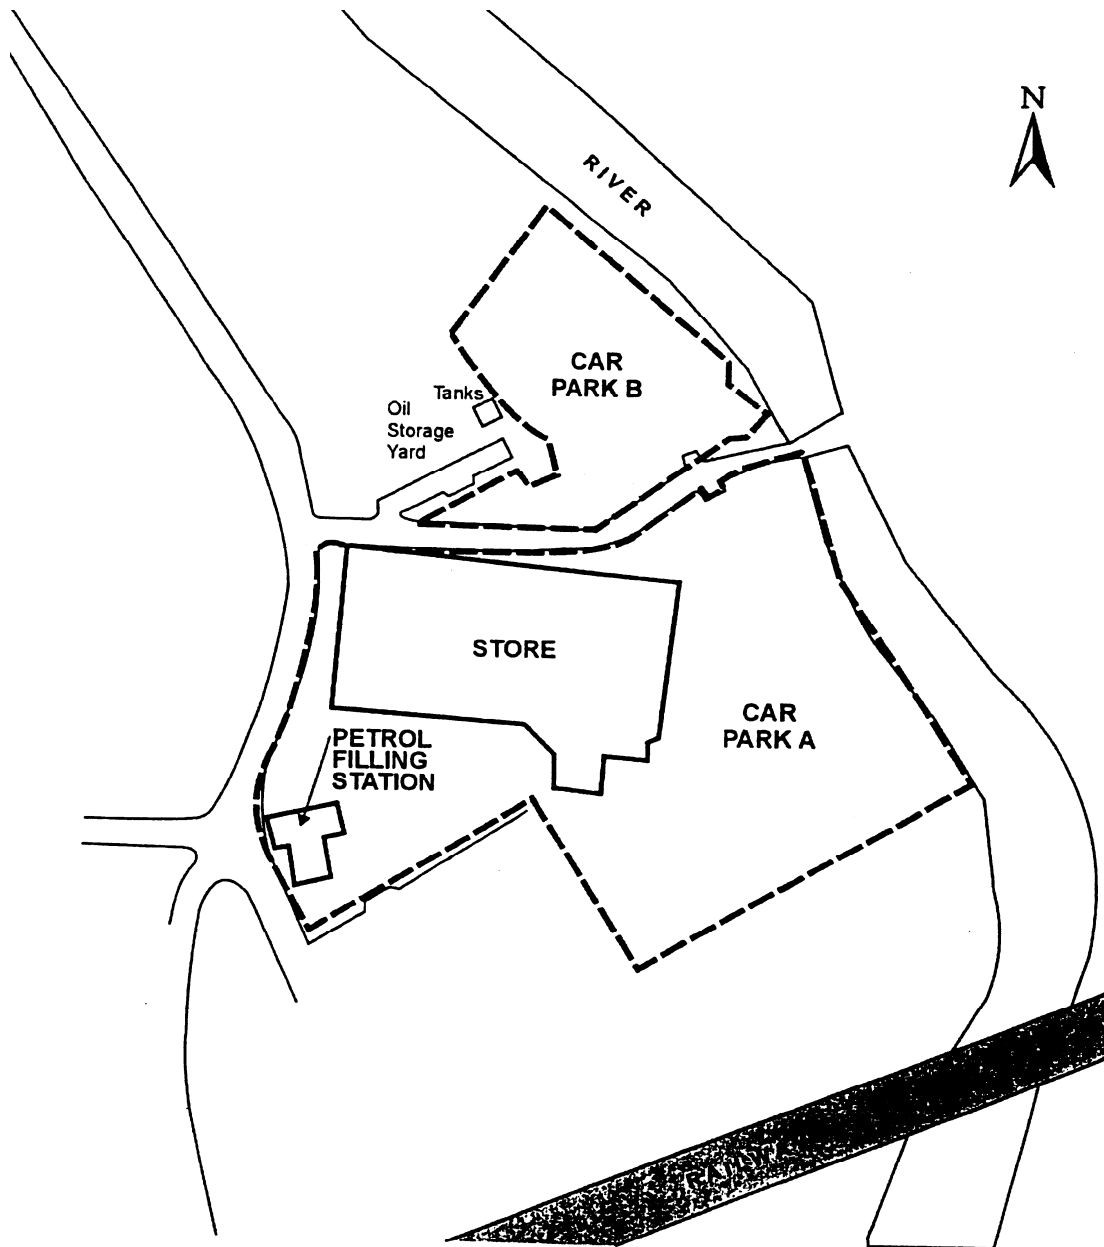 N
RIVER
CAR
PARK B
Tanks
Oil
Storage
Yard
STORE
CAR
PARK A
PETROL
FILLING
STATION